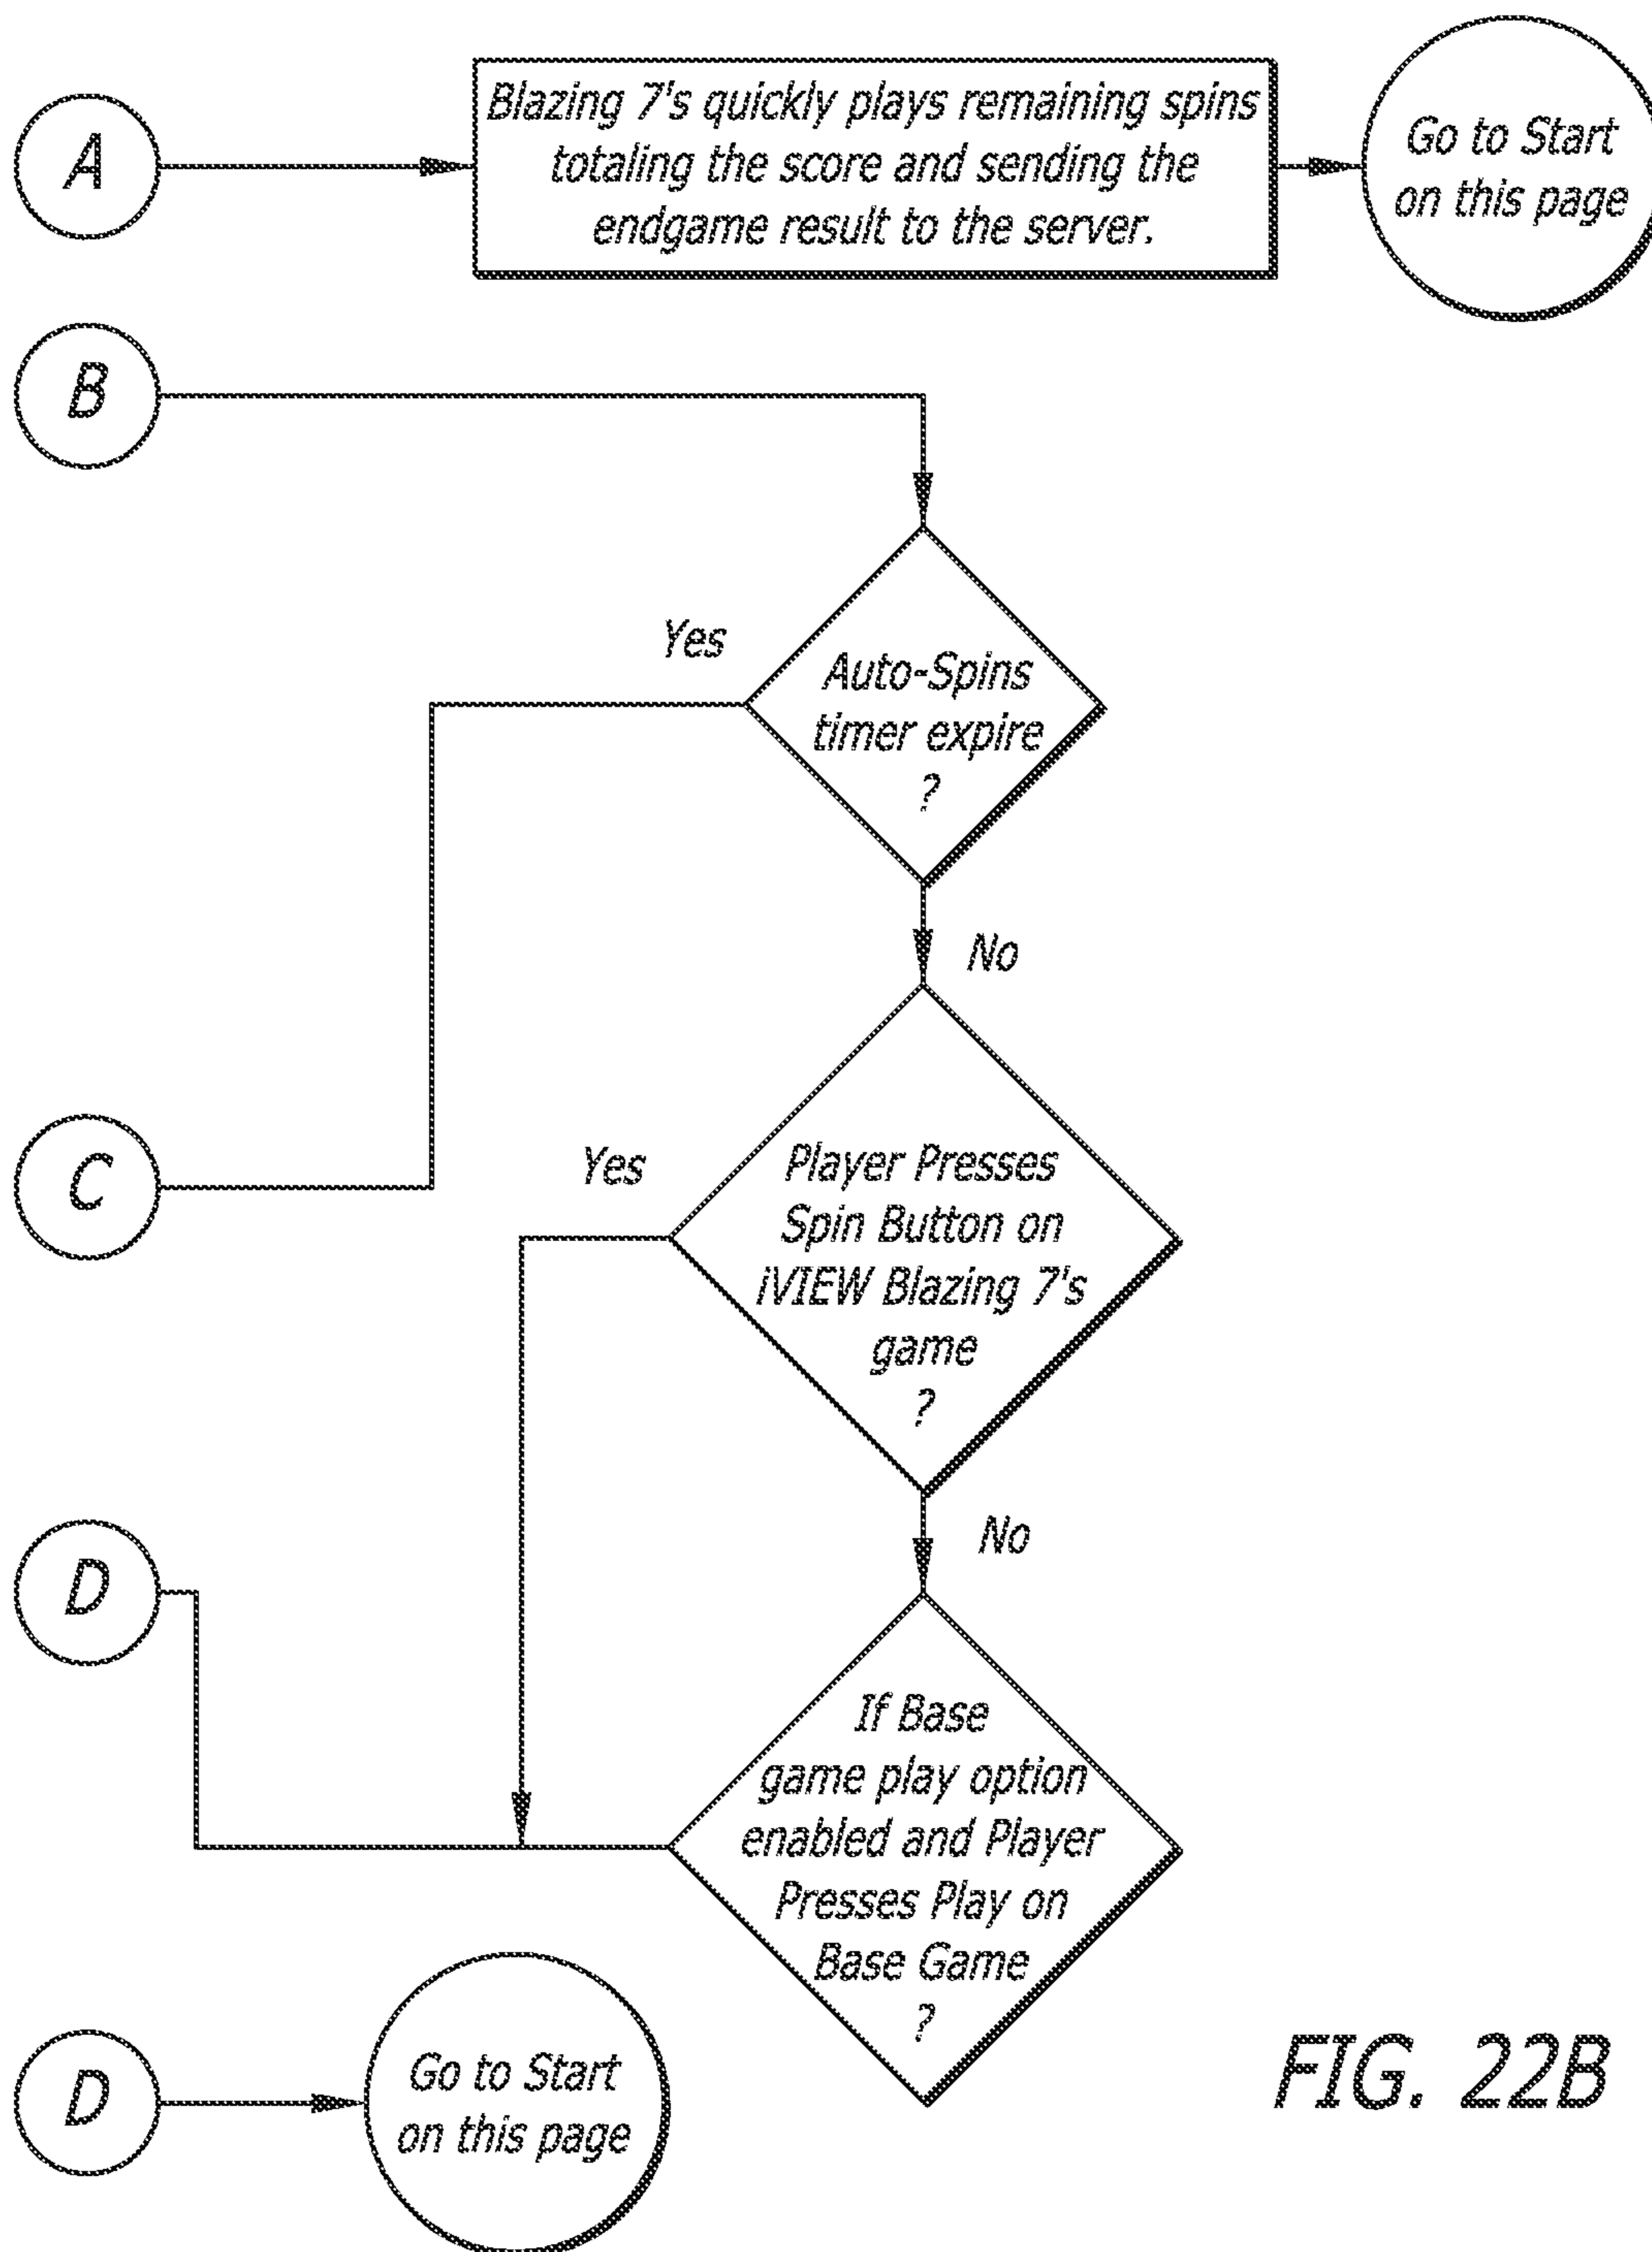 A
Blazing 7's quickly plays remaining spins
totaling the score and sending the
endgame result to the server.
Go to Start
on this page
B
Yes
Auto-Spins
timer expire
?
No
C
Yes
Player Presses
Spin Button on
iVIEW Blazing 7's
game
?
No
D
If Base
game play option
enabled and Player
Presses Play on
Base Game
?
D
Go to Start
on this page
FIG. 22B